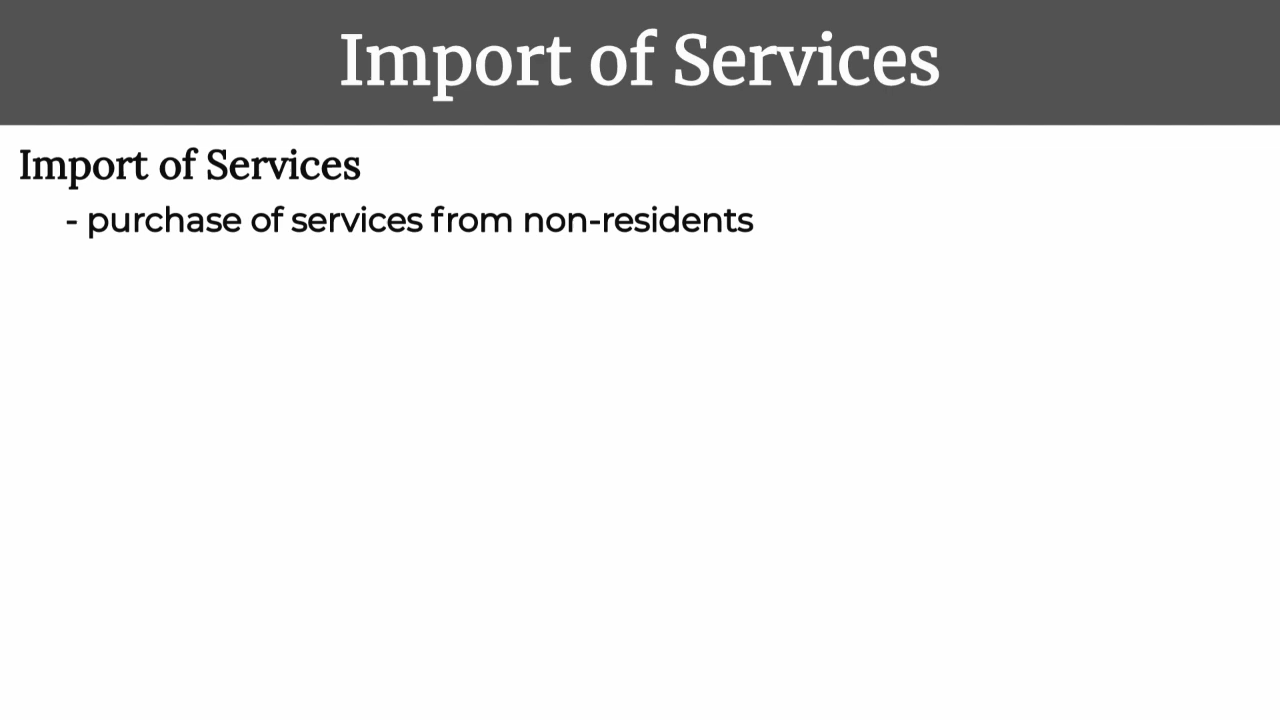 Import of Services
Import of Services
- purchase of services from non-residents